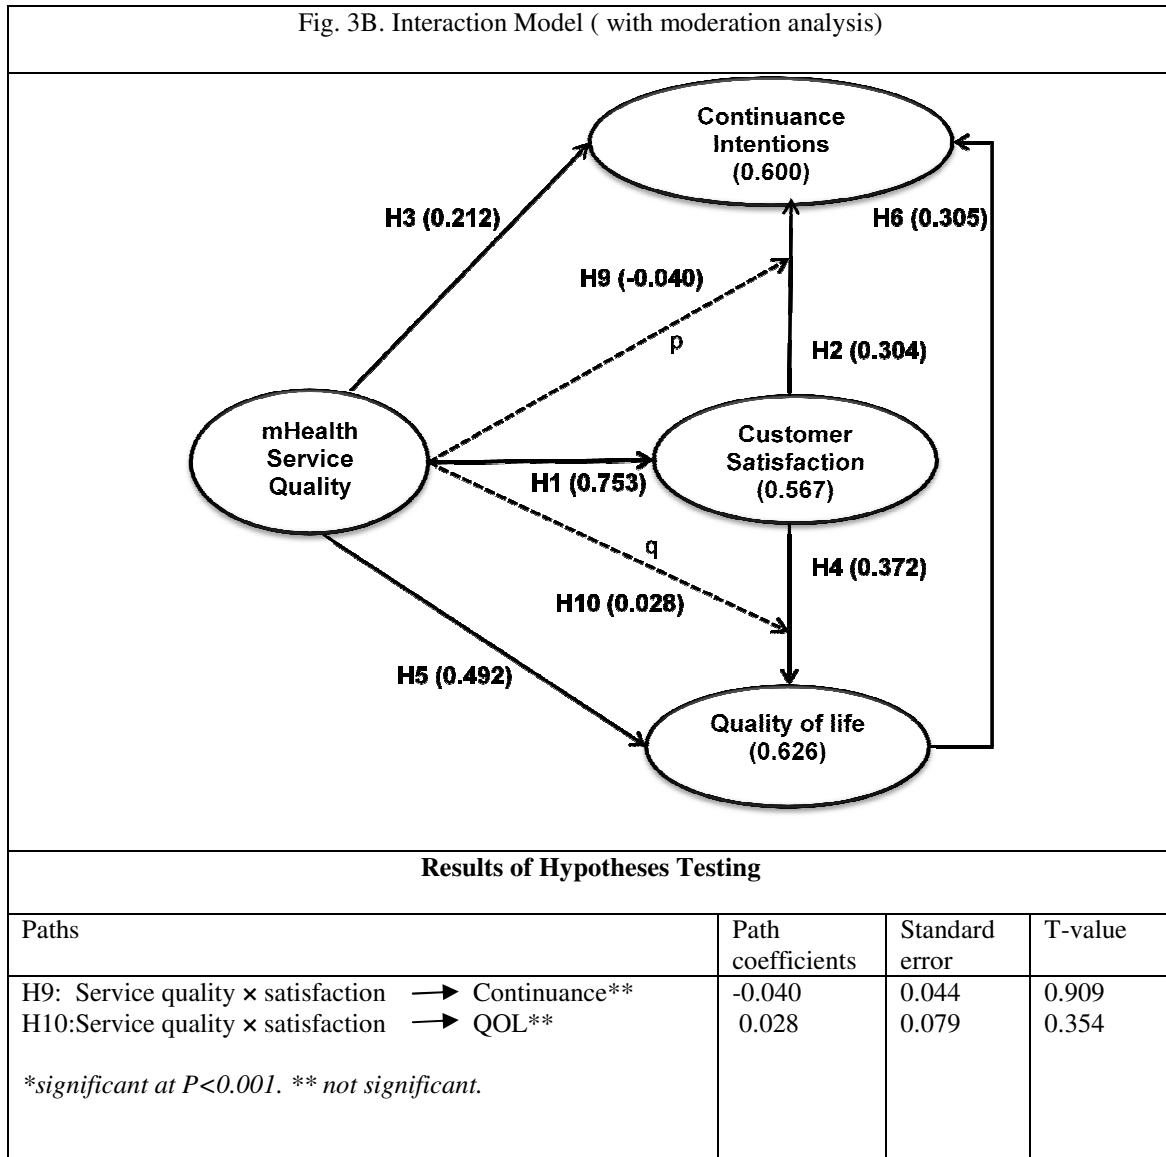 Fig. 3B. Interaction Model ( with moderation analysis)
Continuance
Intentions
(0.600)
H3 (0.212)
H6 (0.305)
H9 (-0.040)
p
H2 (0.304)
mHealth
Service
Quality
Customer
Satisfaction
(0.567)
H1 (0.753)
q
H4 (0.372)
H10 (0.028)
H5 (0.492)
Quality of life
(0.626)
Results of Hypotheses Testing
Paths Path coefficients Standard error T-value
H9: Service quality × satisfaction → Continuance** -0.040 0.044 0.909
H10:Service quality × satisfaction → QOL** 0.028 0.079 0.354
*significant at P<0.001. ** not significant.